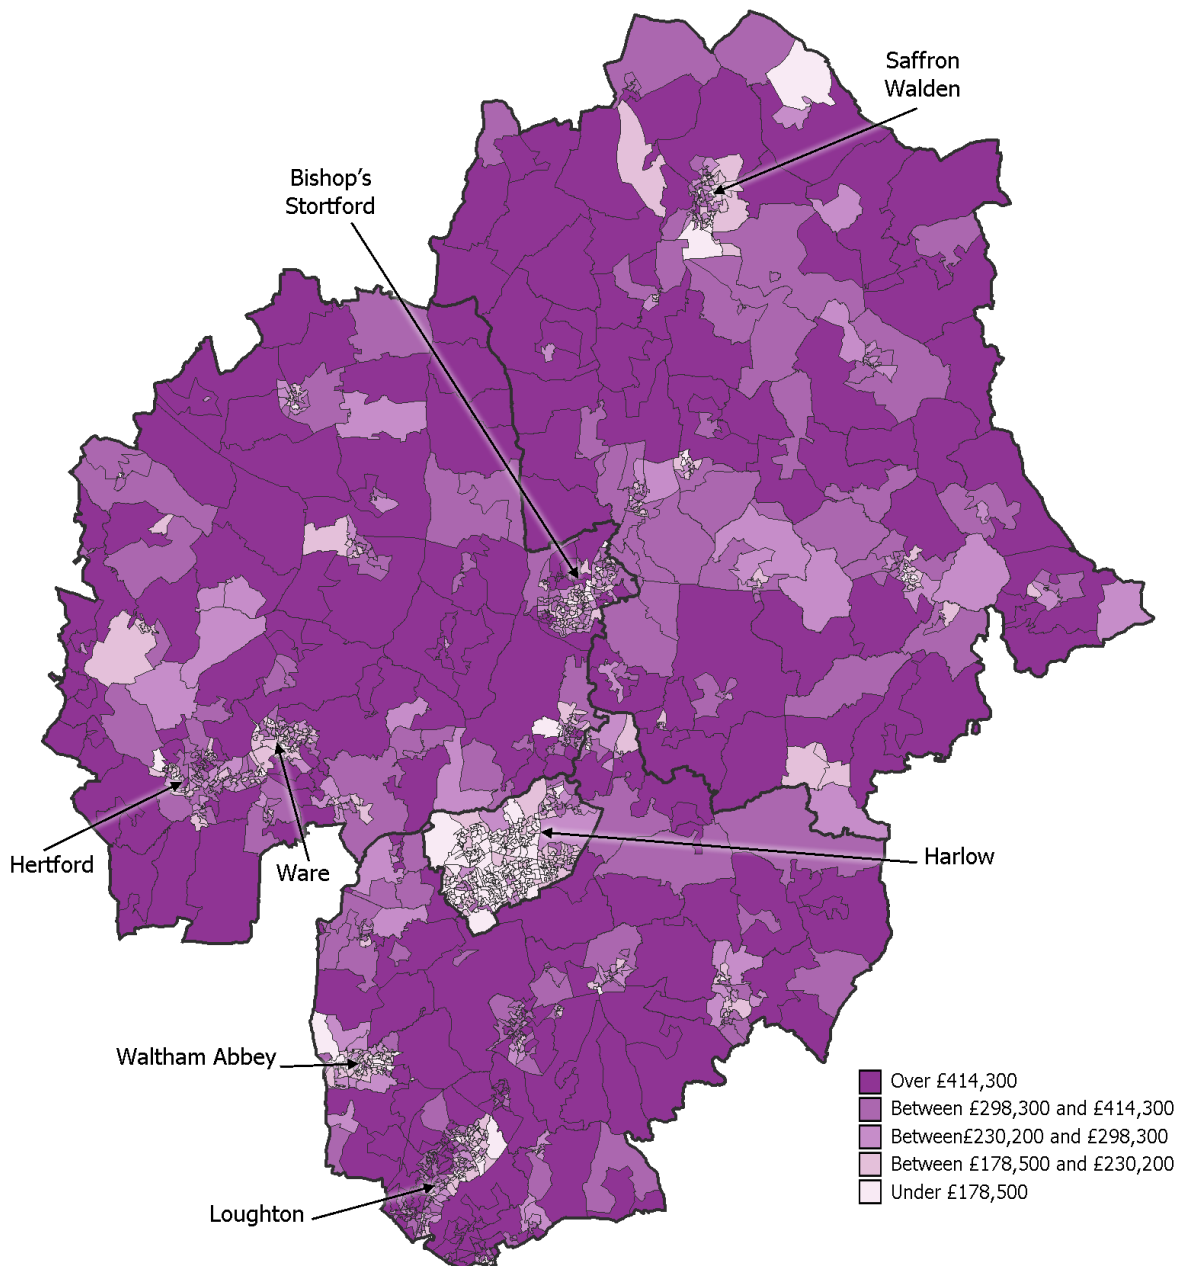 Saffron
Walden
Bishop's
Stortford
Hertford
Ware
Harlow
Waltham Abbey
Loughton
Over £414,300
Between £298,300 and £414,300
Between£230,200 and £298,300
Between £178,500 and £230,200
Under £178,500